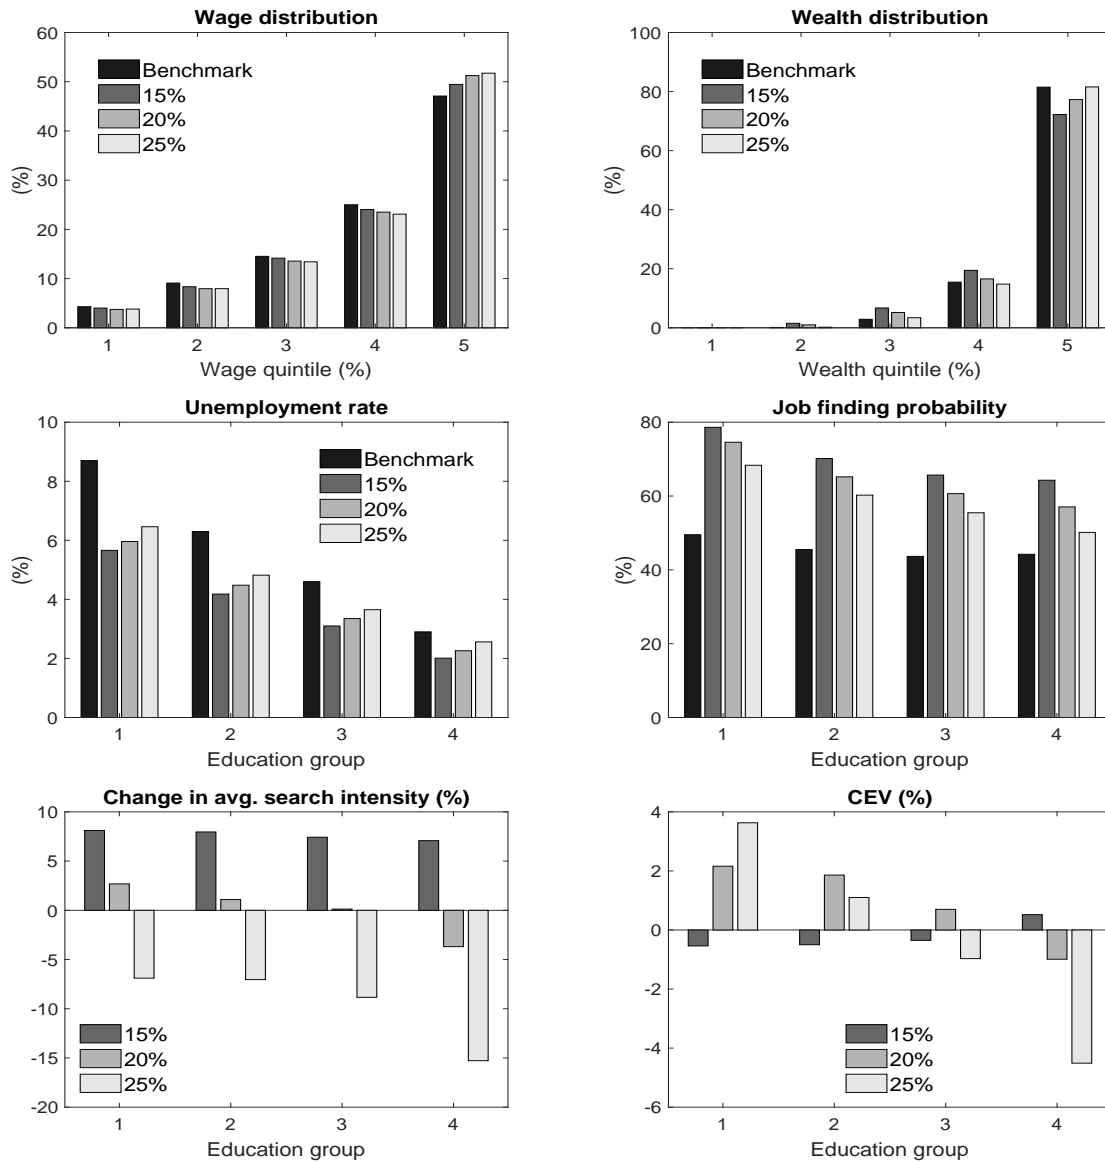 Wage distribution
60
50
40
30
20
10
0
(%)
Benchmark
15%
20%
25%
1 2 3 4 5
Wage quintile (%)
Wealth distribution
100
80
60
40
20
0
(%)
Benchmark
15%
20%
25%
1 2 3 4 5
Wealth quintile (%)
Unemployment rate
10
8
6
4
2
0
(%)
Benchmark
15%
20%
25%
1 2 3 4
Education group
Job finding probability
80
60
40
20
0
(%)
1 2 3 4
Education group
Change in avg. search intensity (%)
10
5
0
-5
-10
-15
-20
15%
20%
25%
1 2 3 4
Education group
CEV (%)
4
2
0
-2
-4
-6
15%
20%
25%
1 2 3 4
Education group